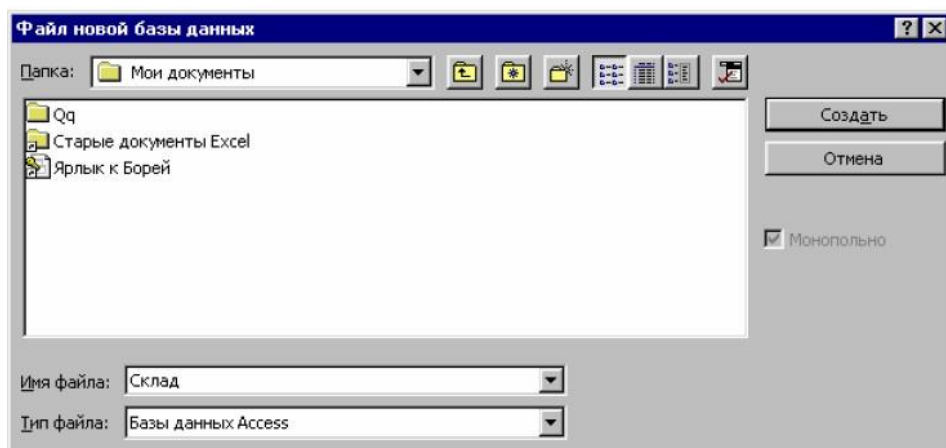 Файл новой базы данных
Папка: Мои документы
Qq
Старые документы Excel
Ярлык к Борей
Создать
Отмена
Монопольно
Имя файла: Склад
Тип файла: Базы данных Access